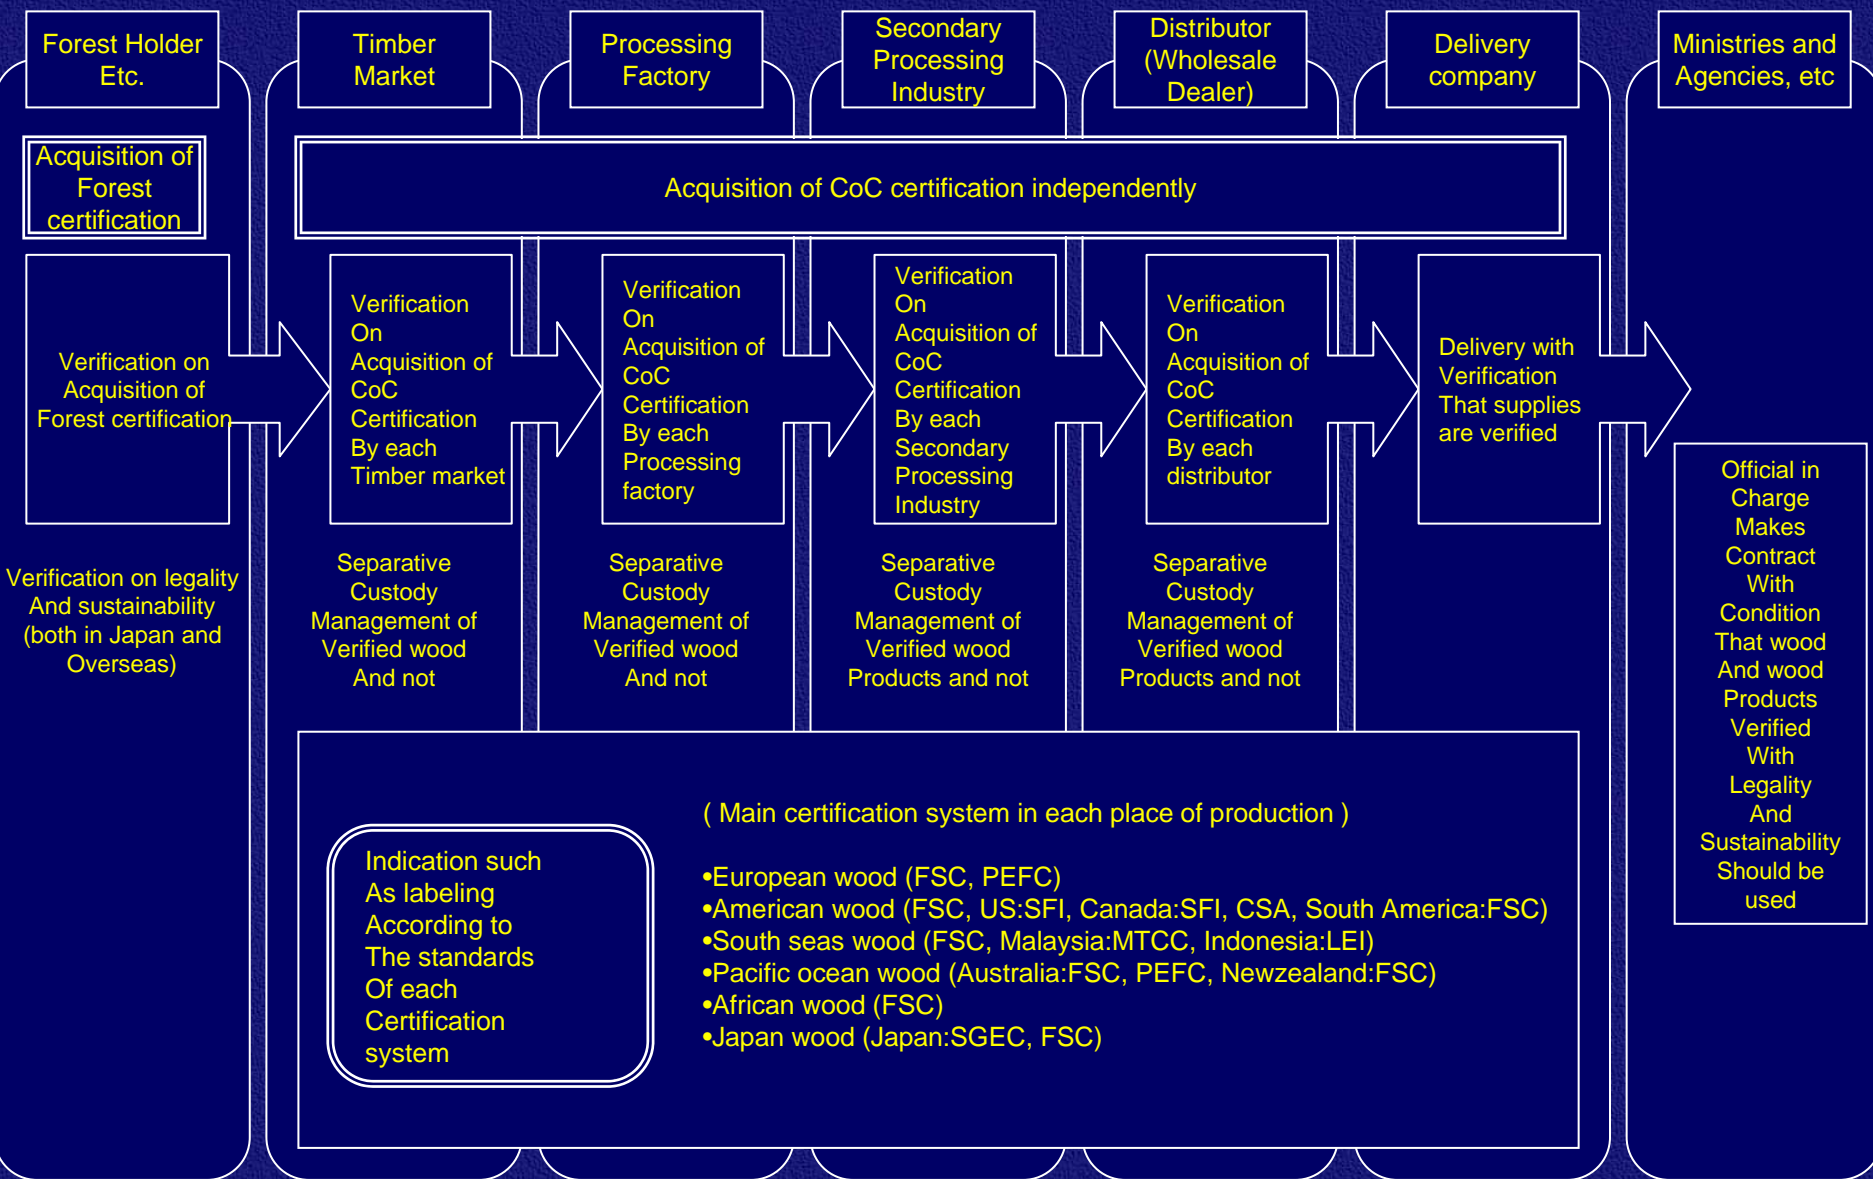 Forest Holder
Etc.
Timber
Market
Processing
Factory
Secondary
Processing
Industry
Distributor
(Wholesale
Dealer)
Delivery
company
Ministries and
Agencies, etc
Acquisition of
Forest
certification
Acquisition of CoC certification independently
Verification on
Acquisition of
Forest certification
Verification
On
Acquisition of
CoC
Certification
By each
Timber market
Verification
On
Acquisition of
CoC
Certification
By each
Processing
factory
Verification
On
Acquisition of
CoC
Certification
By each
Secondary
Processing
Industry
Verification
On
Acquisition of
CoC
Certification
By each
distributor
Delivery with
Verification
That supplies
are verified
Official in
Charge
Makes
Contract
With
Condition
That wood
And wood
Products
Verified
With
Legality
And
Sustainability
Should be
used
Verification on legality
And sustainability
(both in Japan and
Overseas)
Separative
Custody
Management of
Verified wood
And not
Separative
Custody
Management of
Verified wood
And not
Separative
Custody
Management of
Verified wood
Products and not
Separative
Custody
Management of
Verified wood
Products and not
Indication such
As labeling
According to
The standards
Of each
Certification
system
( Main certification system in each place of production )
•European wood (FSC, PEFC)
•American wood (FSC, US:SFI, Canada:SFI, CSA, South America:FSC)
•South seas wood (FSC, Malaysia:MTCC, Indonesia:LEI)
•Pacific ocean wood (Australia:FSC, PEFC, Newzealand:FSC)
•African wood (FSC)
•Japan wood (Japan:SGEC, FSC)